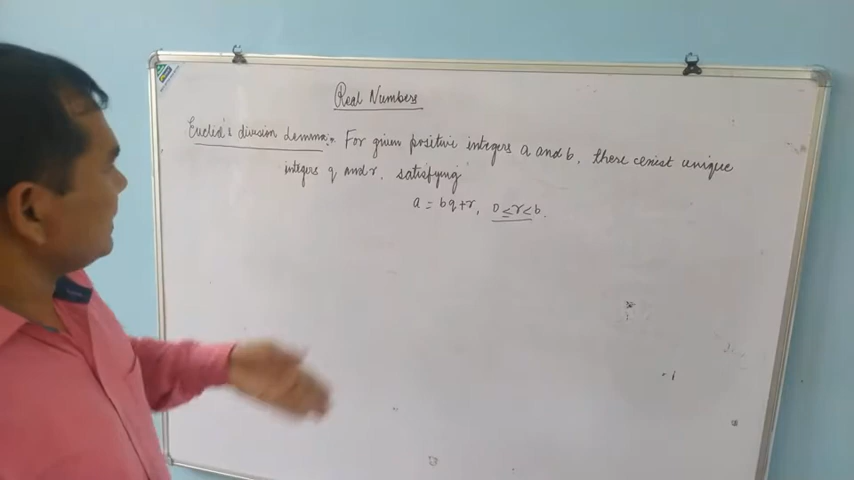 Real Numbers
Euclid's division Lemma:- For given positive integers a and b, there exist unique
integers q and r, satisfying
a = bq+r, 0≤r<b.